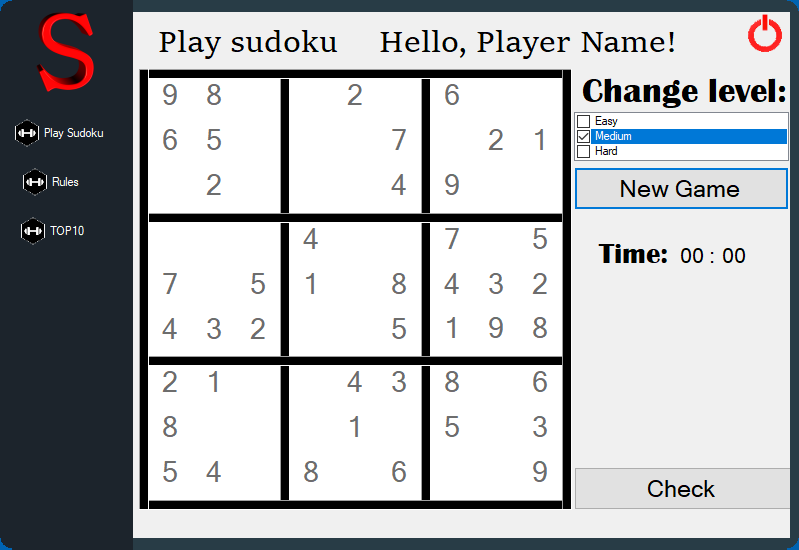 S
Play sudoku Hello, Player Name!
Play Sudoku
Rules
TOP10
9 8 2 6
6 5 7 2 1
2 4 9
4 7 5
7 5 1 8 4 3 2
4 3 2 5 1 9 8
2 1 4 3 8 6
8 1 5 3
5 4 8 6 9
Change level:
Easy
Medium
Hard
New Game
Time: 00 : 00
Check